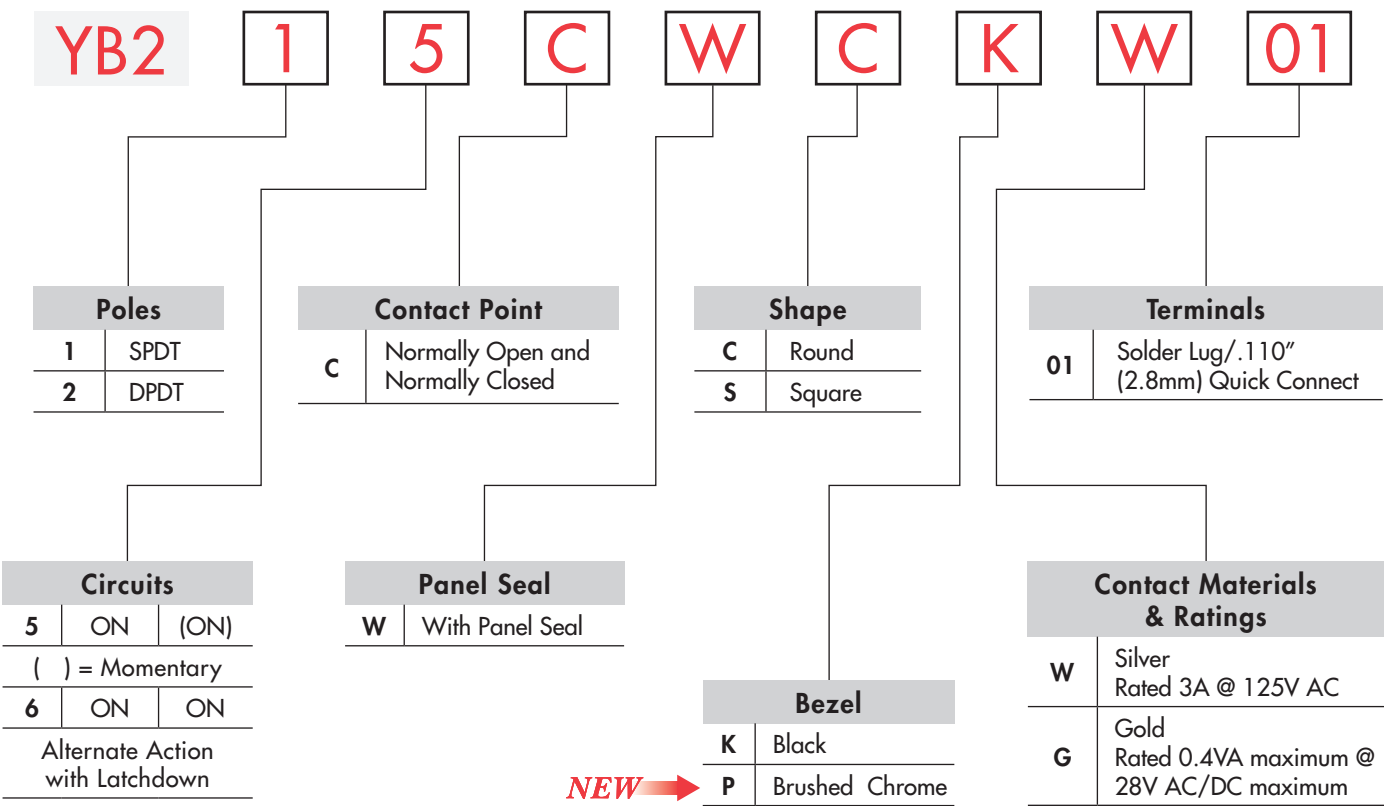 YB2 1 5 C W C K W 01
Poles
1 SPDT
2 DPDT
Contact Point
C Normally Open and
Normally Closed
Shape
C Round
S Square
Terminals
01 Solder Lug/.110”
(2.8mm) Quick Connect
Circuits
5 ON (ON)
( ) = Momentary
6 ON ON
Alternate Action
with Latchdown
Panel Seal
W With Panel Seal
Bezel
K Black
NEW P Brushed Chrome
Contact Materials
& Ratings
W Silver
Rated 3A @ 125V AC
G Gold
Rated 0.4VA maximum @
28V AC/DC maximum